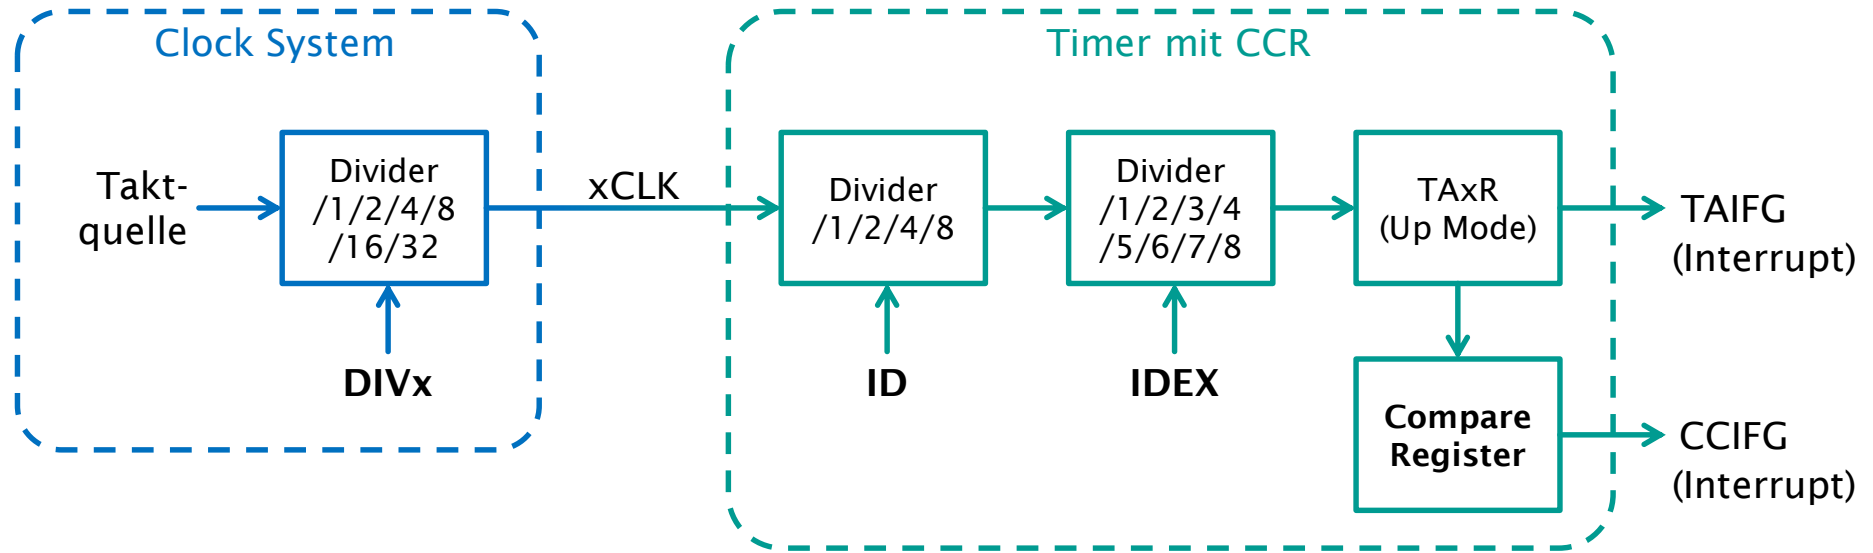 Clock System
Takt-
quelle
Divider
/1/2/4/8
/16/32
DIVx
xCLK
Timer mit CCR
Divider
/1/2/4/8
ID
Divider
/1/2/3/4
/5/6/7/8
IDEX
TAxR
(Up Mode)
Compare
Register
TAIFG
(Interrupt)
CCIFG
(Interrupt)